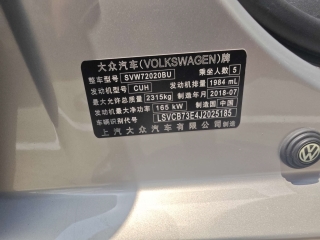 大众汽车(VOLKSWAGEN)牌
整车型号 SVW72020BU 乘坐人数 5
发动机型号 CUH 发动机排量 1984 mL
最大允许总质量 2315kg 制造年月 2018-07
发动机最大净功率 165 kW 制造国 中国
车辆识别代号 LSVCB73E4J2025185
上汽大众汽车有限公司制造